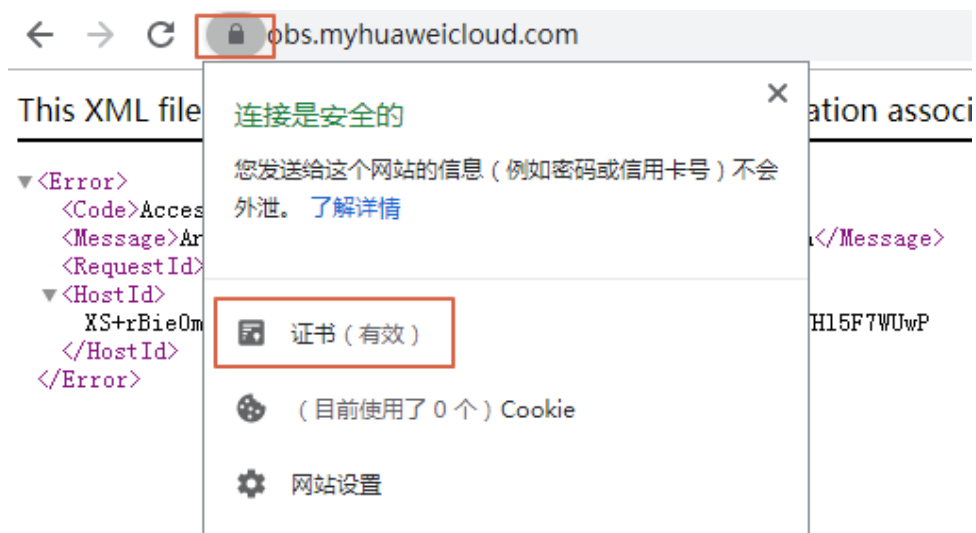 obs.myhuaweicloud.com
This XML file
ation associ
连接是安全的
您发送给这个网站的信息（例如密码或信用卡号）不会
外泄。 了解详情
<Error>
<Code>Acces
<Message>Ar
</Message>
<RequestId>
<HostId>
XS+rBieOm
Hl5F7WUwP
</HostId>
</Error>
证书（有效）
（目前使用了 0 个）Cookie
网站设置